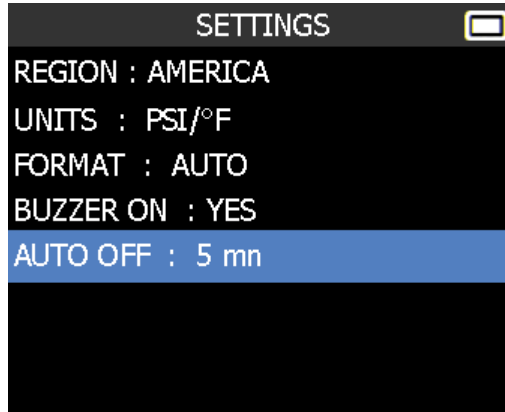 SETTINGS
REGION : AMERICA
UNITS : PSI/°F
FORMAT : AUTO
BUZZER ON : YES
AUTO OFF : 5 mn